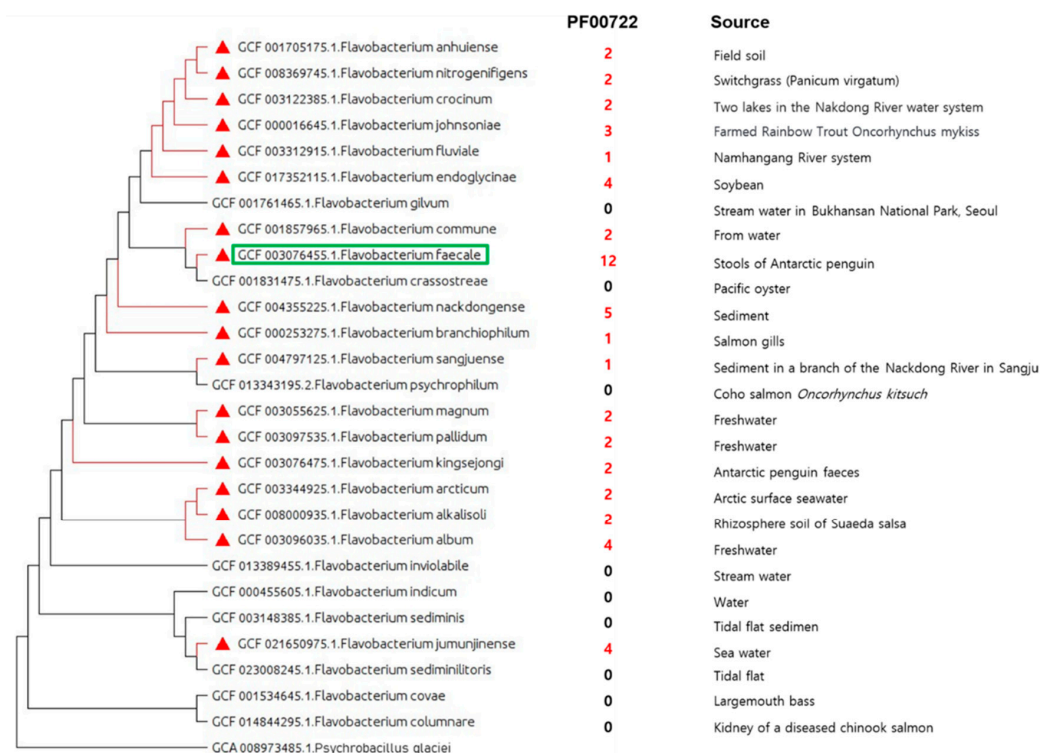 PF00722 Source
GCF 001705175.1.Flavobacterium anhuiense 2 Field soil
GCF 008369745.1.Flavobacterium nitrogenifigens 2 Switchgrass (Panicum virgatum)
GCF 003122385.1.Flavobacterium crocinum 2 Two lakes in the Nakdong River water system
GCF 000016645.1.Flavobacterium johnsoniae 3 Farmed Rainbow Trout Oncorhynchus mykiss
GCF 003312915.1.Flavobacterium fluviale 1 Namhangang River system
GCF 017352115.1.Flavobacterium endoglycinae 4 Soybean
GCF 001761465.1.Flavobacterium gilvum 0 Stream water in Bukhansan National Park, Seoul
GCF 001857965.1.Flavobacterium commune 2 From water
GCF 003076455.1.Flavobacterium faecale 12 Stools of Antarctic penguin
GCF 001831475.1.Flavobacterium crassostreae 0 Pacific oyster
GCF 004355225.1.Flavobacterium nackdongense 5 Sediment
GCF 000253275.1.Flavobacterium branchiophilum 1 Salmon gills
GCF 004797125.1.Flavobacterium sangjuense 1 Sediment in a branch of the Nackdong River in Sangju
GCF 013343195.2.Flavobacterium psychrophilum 0 Coho salmon Oncorhynchus kitsuch
GCF 003055625.1.Flavobacterium magnum 2 Freshwater
GCF 003097535.1.Flavobacterium pallidum 2 Freshwater
GCF 003076475.1.Flavobacterium kingsejongi 2 Antarctic penguin faeces
GCF 003344925.1.Flavobacterium arcticum 2 Arctic surface seawater
GCF 008000935.1.Flavobacterium alkalisoli 2 Rhizosphere soil of Suaeda salsa
GCF 003096035.1.Flavobacterium album 4 Freshwater
GCF 013389455.1.Flavobacterium inviolabile 0 Stream water
GCF 000455605.1.Flavobacterium indicum 0 Water
GCF 003148385.1.Flavobacterium sediminis 0 Tidal flat sedimen
GCF 021650975.1.Flavobacterium jumunjinense 4 Sea water
GCF 023008245.1.Flavobacterium sediminilitoris 0 Tidal flat
GCF 001534645.1.Flavobacterium covae 0 Largemouth bass
GCF 014844295.1.Flavobacterium columnare 0 Kidney of a diseased chinook salmon
GCA 008973485.1.Psychrobacillus glaciei